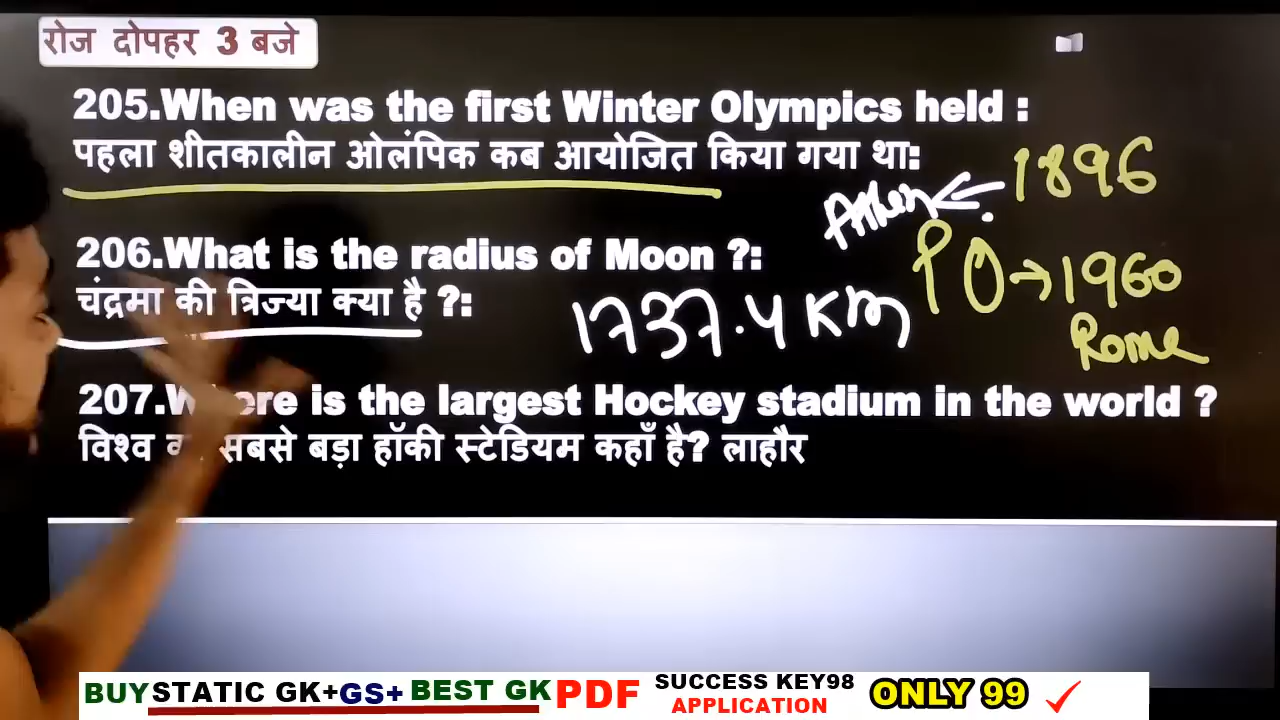 रोज दोपहर 3 बजे
205.When was the first Winter Olympics held :
पहला शीतकालीन ओलंपिक कब आयोजित किया गया था:
1896
Athen
PO→1960
Rome
206.What is the radius of Moon ?:
चंद्रमा की त्रिज्या क्या है ?:
1737.4 Km
207.Where is the largest Hockey stadium in the world ?
विश्व सबसे बड़ा हॉकी स्टेडियम कहाँ है? लाहौर
BUY STATIC GK+GS+ BEST GK PDF SUCCESS KEY98 APPLICATION ONLY 99